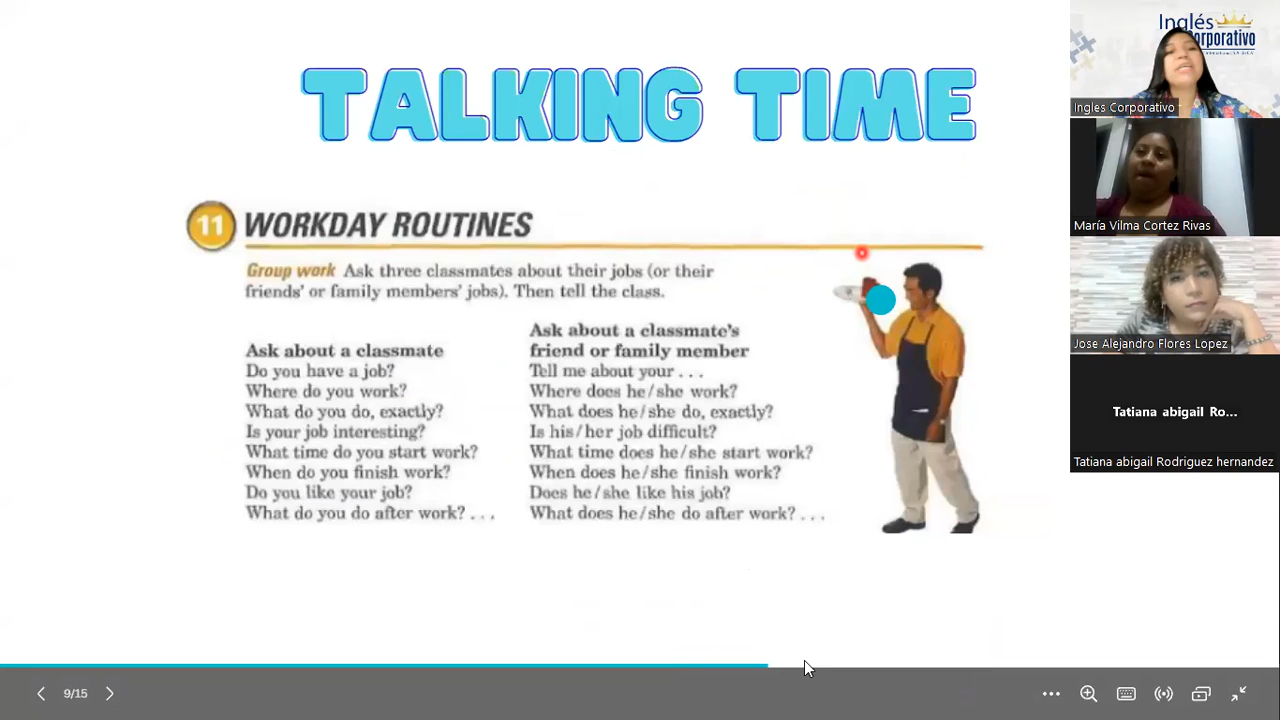 TALKING TIME
11 WORKDAY ROUTINES
Group work Ask three classmates about their jobs (or their
friends' or family members' jobs). Then tell the class.
Ask about a classmate
Do you have a job?
Where do you work?
What do you do, exactly?
Is your job interesting?
What time do you start work?
When do you finish work?
Do you like your job?
What do you do after work? . . .
Ask about a classmate's
friend or family member
Tell me about your . . .
Where does he/she work?
What does he/she do, exactly?
Is his/her job difficult?
What time does he/she start work?
When does he/she finish work?
Does he/she like his job?
What does he/she do after work? . . .
Inglés
Corporativo
Ingles Corporativo
María Vilma Cortez Rivas
Jose Alejandro Flores Lopez
Tatiana abigail Ro...
Tatiana abigail Rodriguez hernandez
9/15